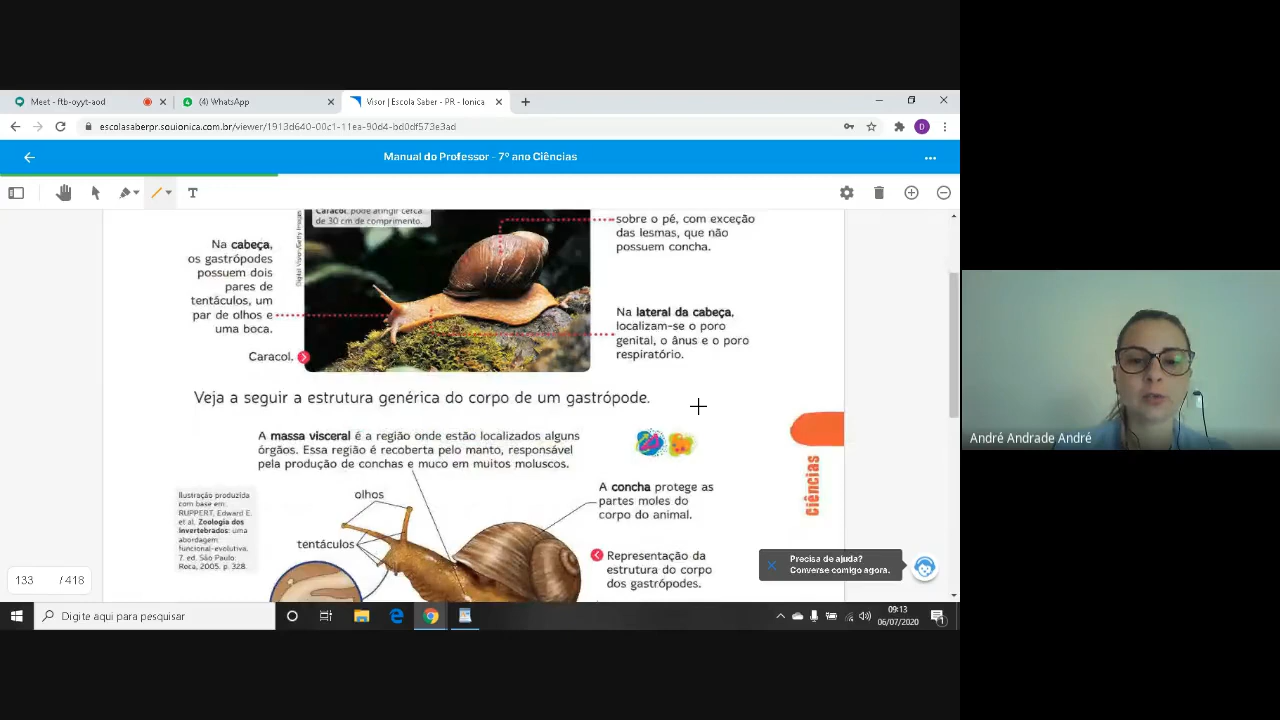 Meet - ftb-oyyt-aod
(4) WhatsApp
Visor | Escola Saber - PR - Ionica
escolasaberpr.souionica.com.br/viewer/1913d640-00c1-11ea-90d4-bd0df573e3ad
D
Manual do Professor - 7º ano Ciências
T
Caracol: pode atingir cerca
de 30 cm de comprimento.
Digital Vision/Getty Images
sobre o pé, com exceção
das lesmas, que não
possuem concha.
Na cabeça,
os gastrópodes
possuem dois
pares de
tentáculos, um
par de olhos e
uma boca.
Na lateral da cabeça,
localizam-se o poro
genital, o ânus e o poro
respiratório.
Caracol.
Veja a seguir a estrutura genérica do corpo de um gastrópode.
A massa visceral é a região onde estão localizados alguns
órgãos. Essa região é recoberta pelo manto, responsável
pela produção de conchas e muco em muitos moluscos.
Ciências
Ilustração produzida
com base em:
RUPPERT, Edward E.
et al. Zoologia dos
invertebrados: uma
abordagem
funcional-evolutiva.
7. ed. São Paulo:
Roca, 2005. p. 328.
olhos
tentáculos
A concha protege as
partes moles do
corpo do animal.
Representação da
estrutura do corpo
dos gastrópodes.
Precisa de ajuda?
Converse comigo agora.
133 / 418
Digite aqui para pesquisar
09:13
06/07/2020
1
André Andrade André